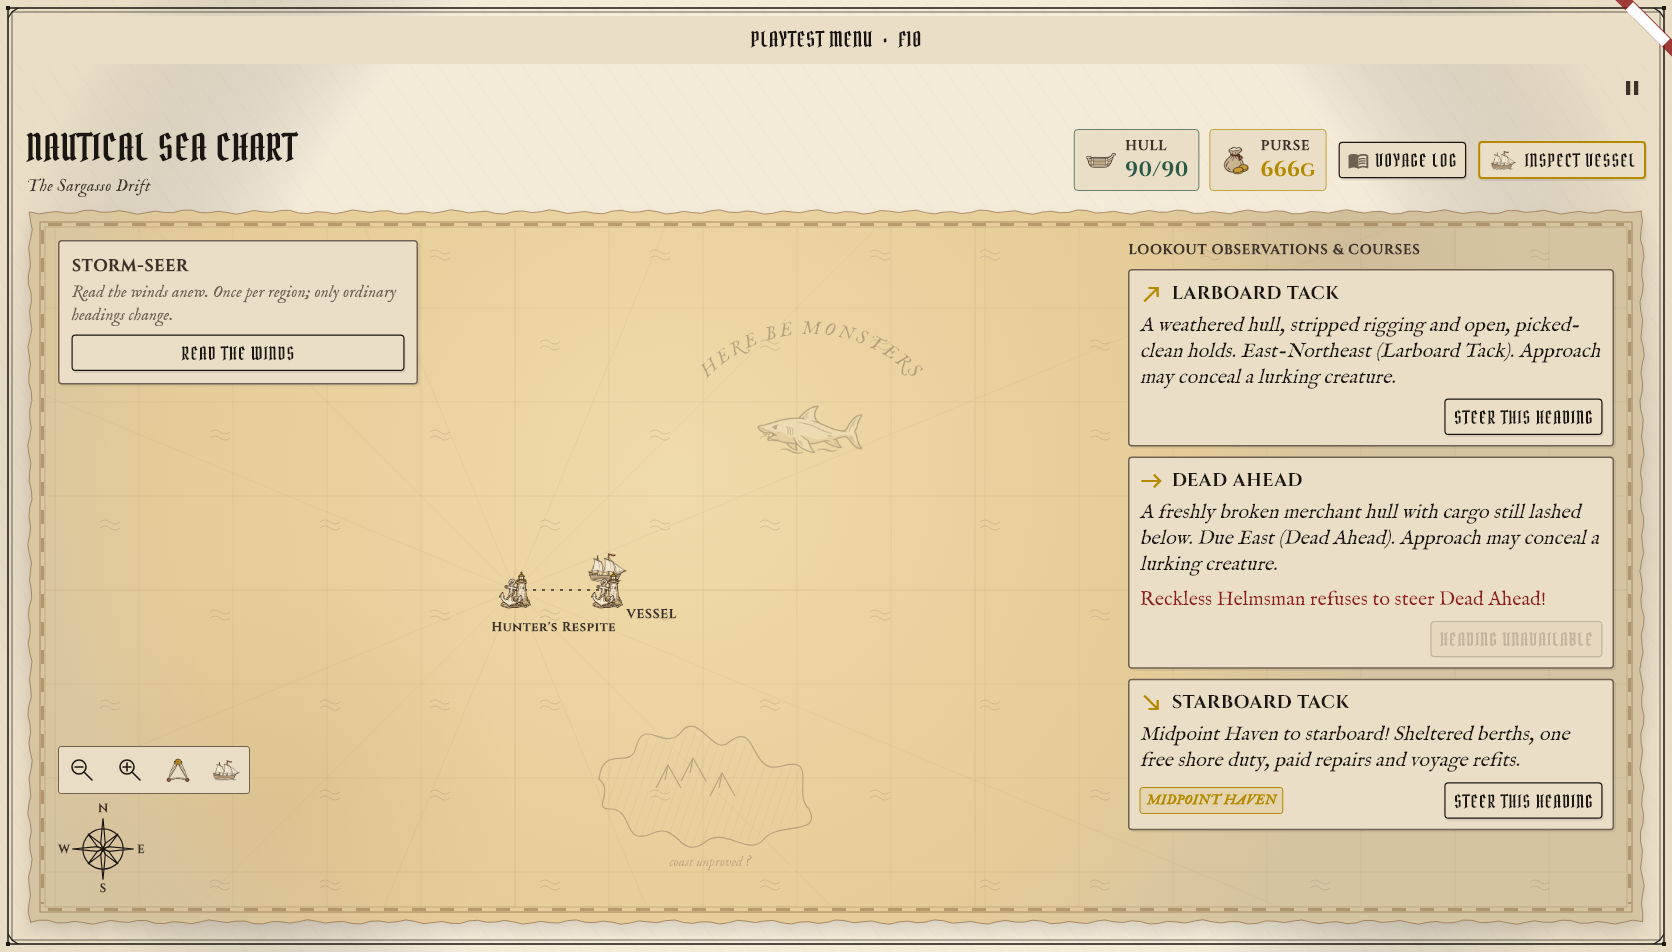 PLAYTEST MENU · F10
NAUTICAL SEA CHART
The Sargasso Drift
HULL
90/90
PURSE
666G
VOYAGE LOG
INSPECT VESSEL
STORM-SEER
Read the winds anew. Once per region; only ordinary
headings change.
READ THE WINDS
HERE BE MONSTERS
VESSEL
HUNTER'S RESPITE
coast unproved ?
N
W
E
S
LOOKOUT OBSERVATIONS & COURSES
LARBOARD TACK
A weathered hull, stripped rigging and open, picked-
clean holds. East-Northeast (Larboard Tack). Approach
may conceal a lurking creature.
STEER THIS HEADING
DEAD AHEAD
A freshly broken merchant hull with cargo still lashed
below. Due East (Dead Ahead). Approach may conceal a
lurking creature.
Reckless Helmsman refuses to steer Dead Ahead!
HEADING UNAVAILABLE
STARBOARD TACK
Midpoint Haven to starboard! Sheltered berths, one
free shore duty, paid repairs and voyage refits.
MIDPOINT HAVEN
STEER THIS HEADING